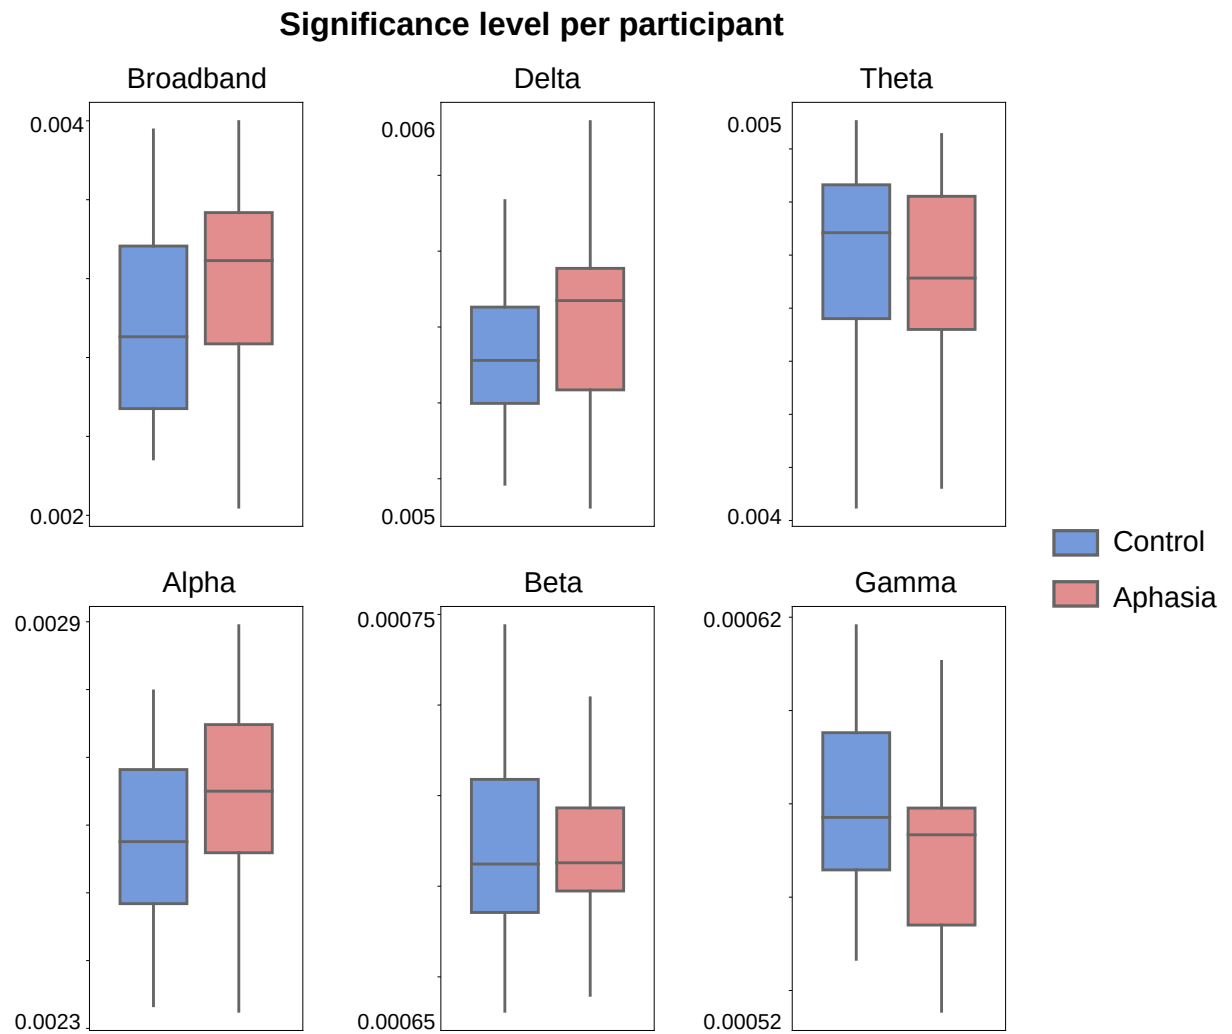 Significance level per participant
Broadband
Delta
Theta
0.004
0.002
0.006
0.005
0.005
0.004
Control
Aphasia
Alpha
Beta
Gamma
0.0029
0.0023
0.00075
0.00065
0.00062
0.00052